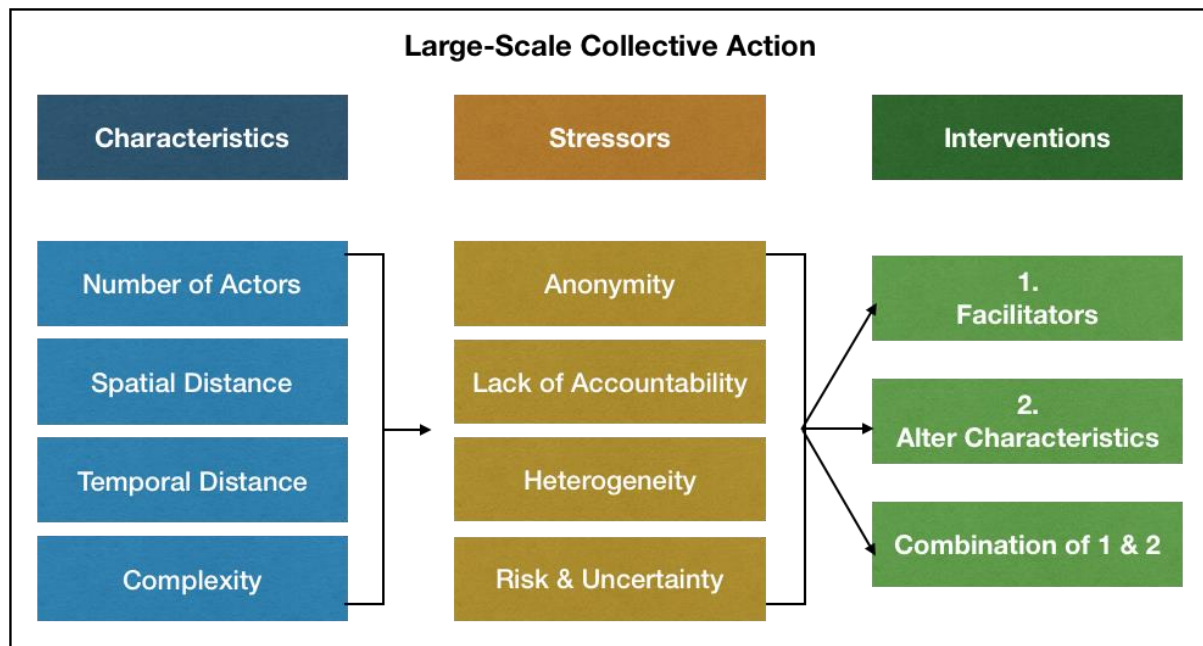 Large-Scale Collective Action
Characteristics
Stressors
Interventions
Number of Actors
Spatial Distance
Temporal Distance
Complexity
Anonymity
Lack of Accountability
Heterogeneity
Risk & Uncertainty
1.
Facilitators
2.
Alter Characteristics
Combination of 1 & 2